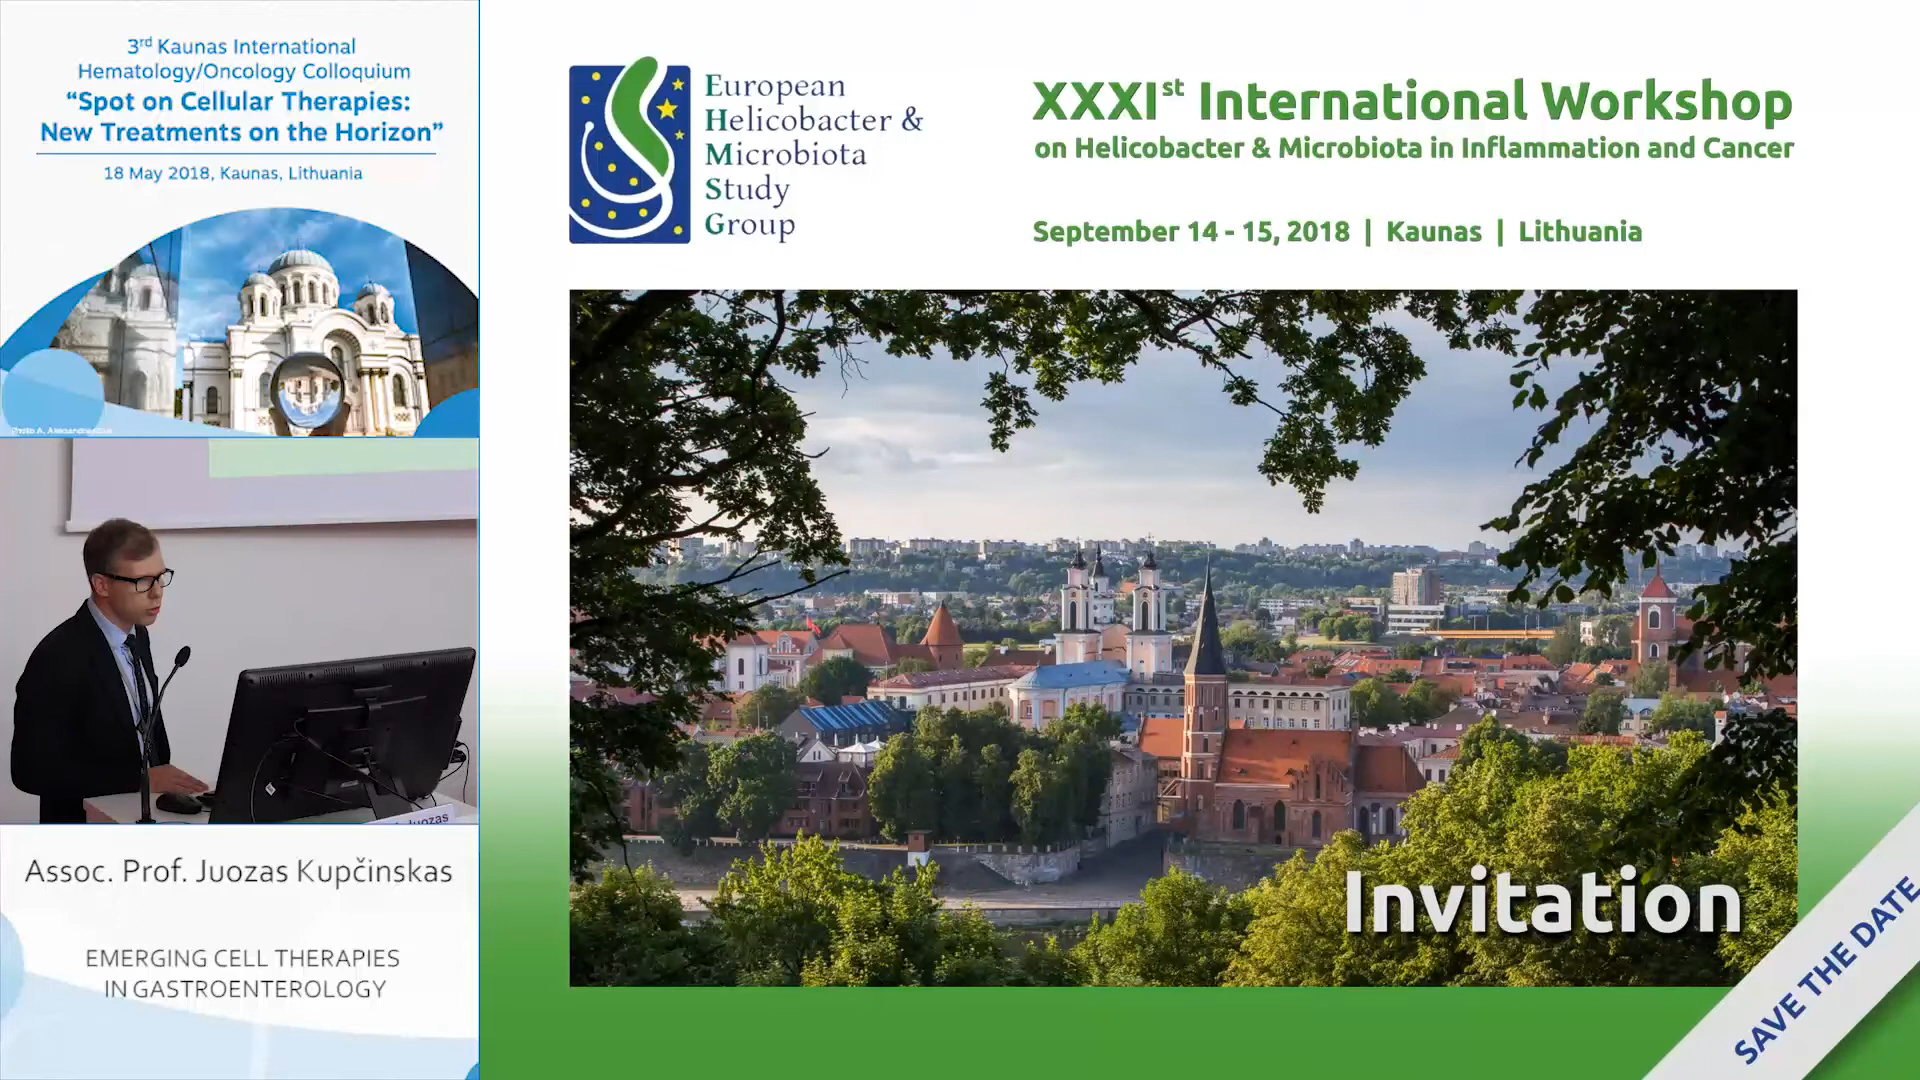 3rd Kaunas International
Hematology/Oncology Colloquium
“Spot on Cellular Therapies:
New Treatments on the Horizon”
18 May 2018, Kaunas, Lithuania
Juozas
Assoc. Prof. Juozas Kupčinskas
EMERGING CELL THERAPIES
IN GASTROENTEROLOGY
European
Helicobacter &
Microbiota
Study
Group
XXXIst International Workshop
on Helicobacter & Microbiota in Inflammation and Cancer
September 14 - 15, 2018 | Kaunas | Lithuania
Invitation
SAVE THE DATE